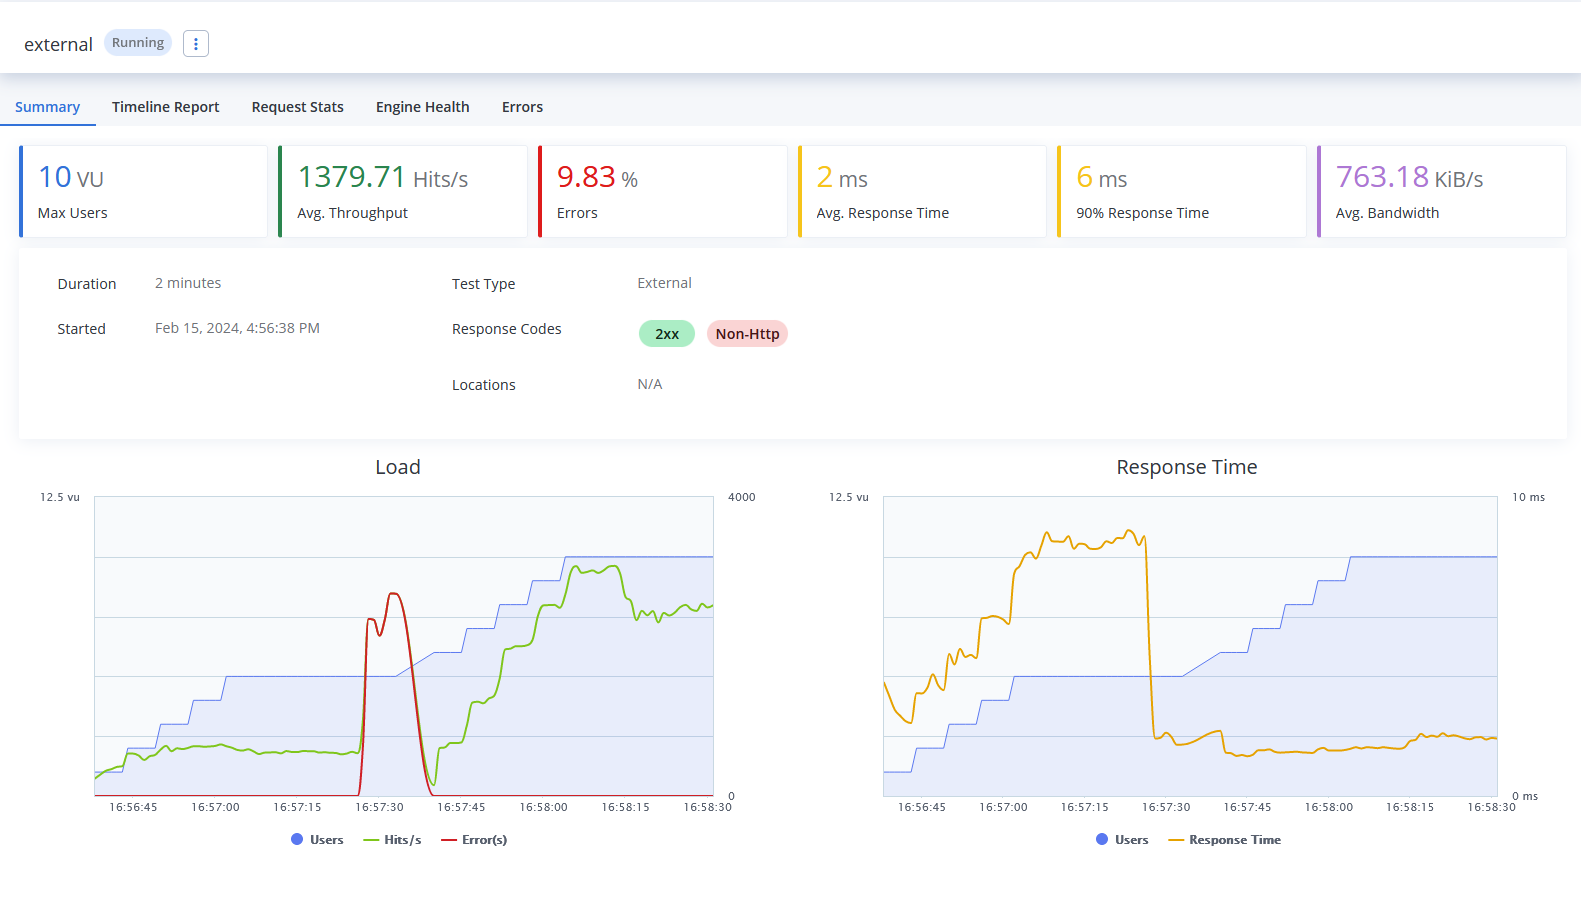 external Running
Summary Timeline Report Request Stats Engine Health Errors
10 VU 1379.71 Hits/s 9.83 % 2 ms 6 ms 763.18 KiB/s
Max Users Avg. Throughput Errors Avg. Response Time 90% Response Time Avg. Bandwidth
Duration 2 minutes Test Type External
Started Feb 15, 2024, 4:56:38 PM Response Codes 2xx Non-Http
Locations N/A
Load Response Time
12.5 vu 4000 12.5 vu 10 ms
0 0 ms
16:56:45 16:57:00 16:57:15 16:57:30 16:57:45 16:58:00 16:58:15 16:58:30 16:56:45 16:57:00 16:57:15 16:57:30 16:57:45 16:58:00 16:58:15 16:58:30
Users Hits/s Error(s) Users Response Time